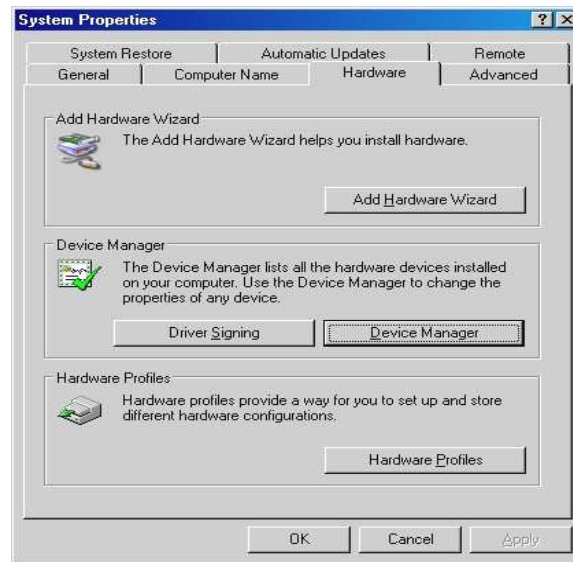 System Properties
System Restore Automatic Updates Remote
General Computer Name Hardware Advanced
Add Hardware Wizard
The Add Hardware Wizard helps you install hardware.
Add Hardware Wizard
Device Manager
The Device Manager lists all the hardware devices installed
on your computer. Use the Device Manager to change the
properties of any device.
Driver Signing Device Manager
Hardware Profiles
Hardware profiles provide a way for you to set up and store
different hardware configurations.
Hardware Profiles
OK Cancel Apply